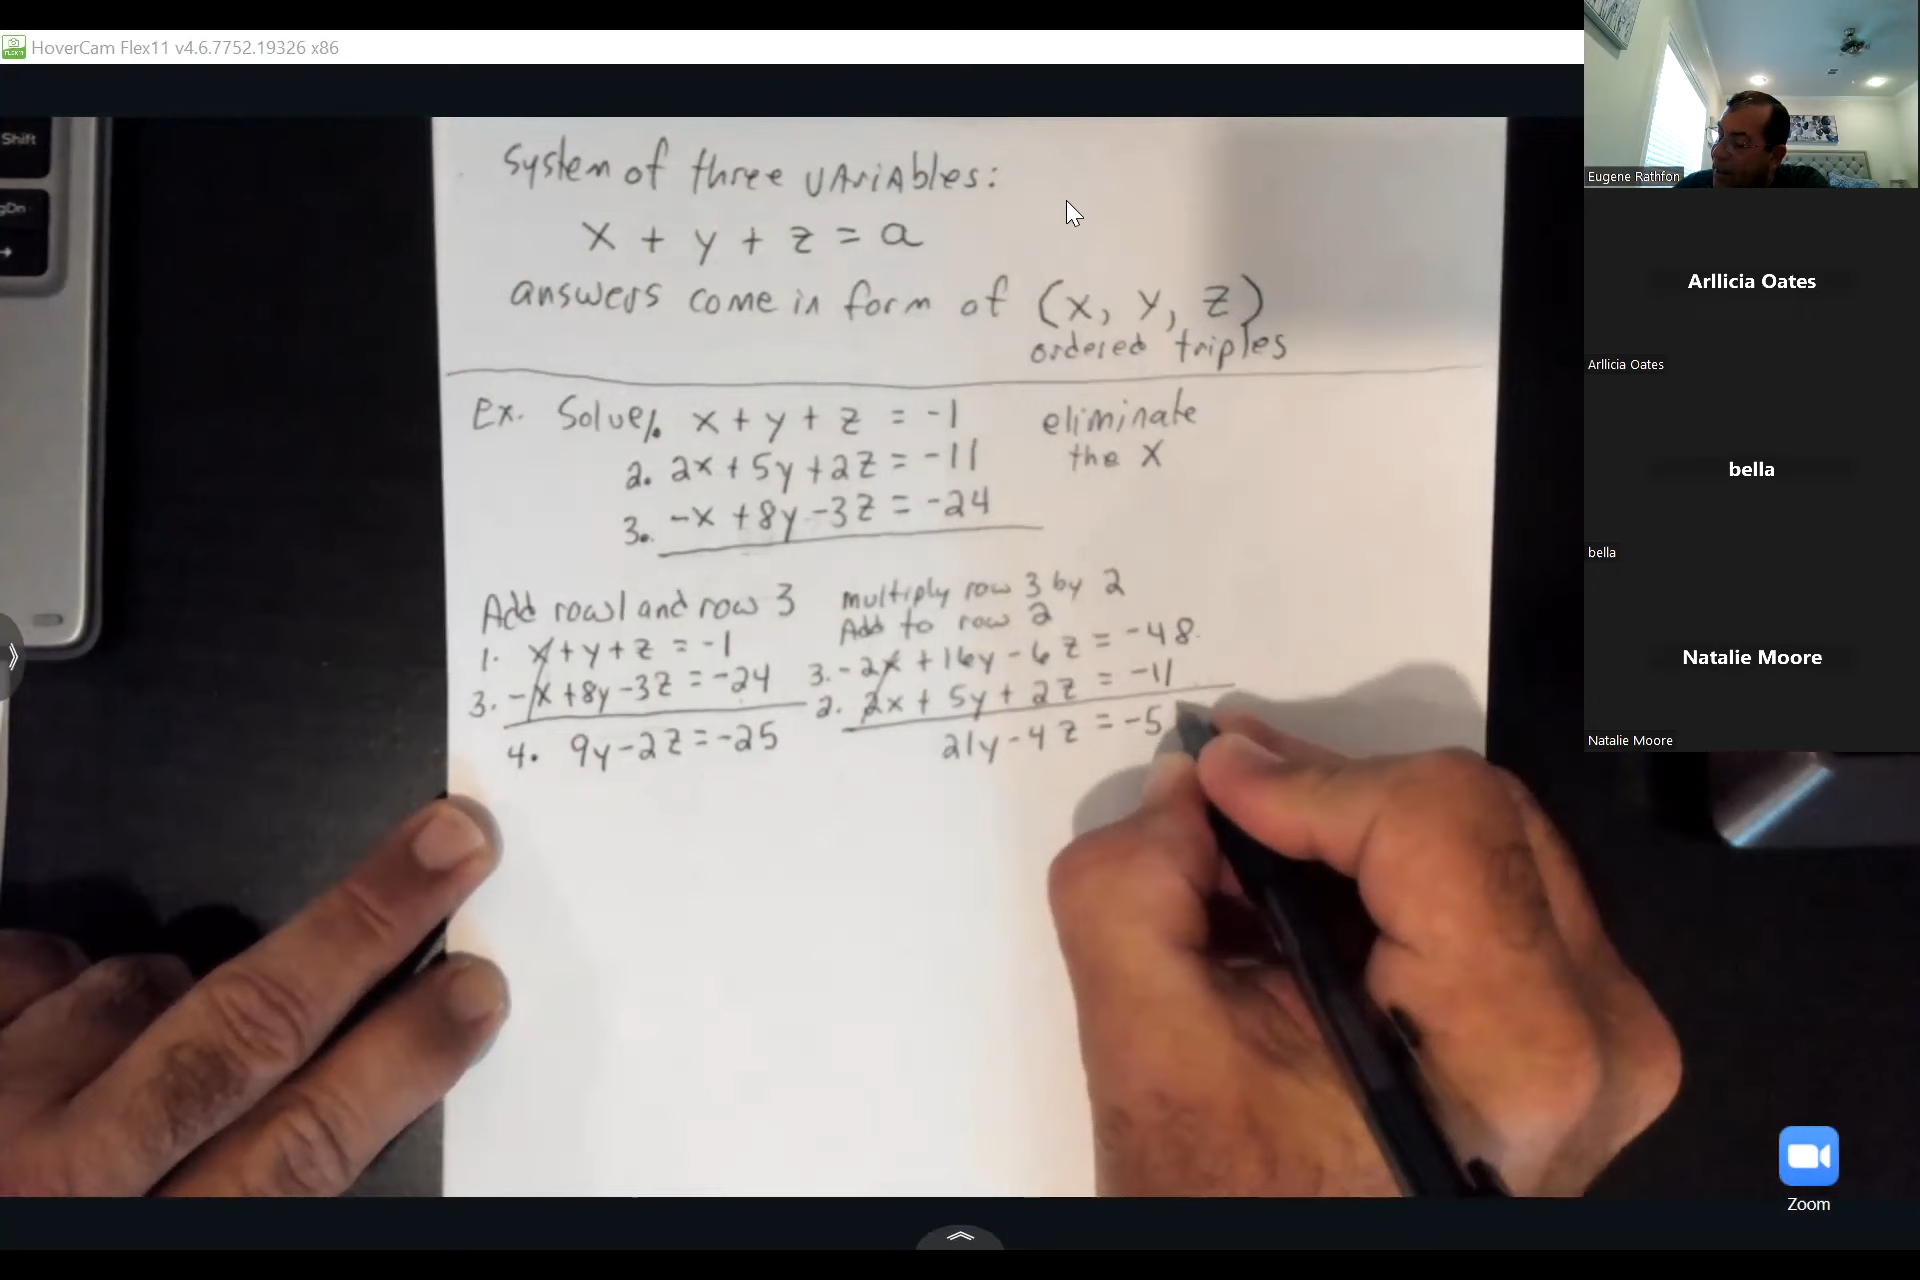 HoverCam Flex11 v4.6.7752.19326 x86
Shift
gDn
System of three variables:
x + y + z = a
answers come in form of (x, y, z)
ordered triples
Ex. Solve
1. x + y + z = -1
2. 2x + 5y + 2z = -11
3. -x + 8y - 3z = -24
eliminate
the X
Add row 1 and row 3
1. x + y + z = -1
3. -x + 8y - 3z = -24
4. 9y - 2z = -25
multiply row 3 by 2
Add to row 2
3. -2x + 16y - 6z = -48
2. 2x + 5y + 2z = -11
21y - 4z = -5
Eugene Rathfon
Arllicia Oates
Arllicia Oates
bella
bella
Natalie Moore
Natalie Moore
Zoom